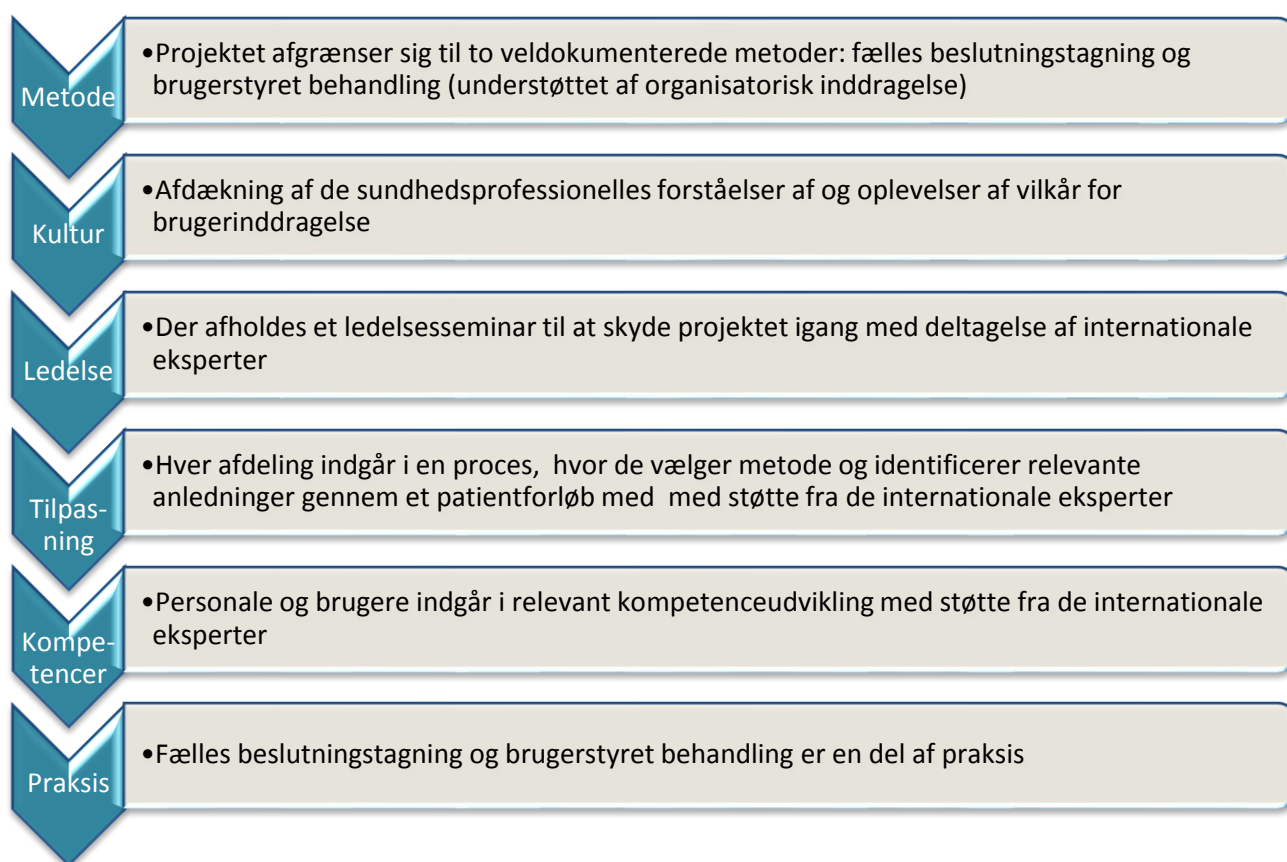 Metode
•Projektet afgrænser sig til to veldokumenterede metoder: fælles beslutningstagning og
brugerstyret behandling (understøttet af organisatorisk inddragelse)
Kultur
•Afdækning af de sundhedsprofessionelles forståelser af og oplevelser af vilkår for
brugerinddragelse
Ledelse
•Der afholdes et ledelsesseminar til at skyde projektet igang med deltagelse af internationale
eksperter
Tilpas-
ning
•Hver afdeling indgår i en proces, hvor de vælger metode og identificerer relevante
anledninger gennem et patientforløb med med støtte fra de internationale eksperter
Kompe-
tencer
•Personale og brugere indgår i relevant kompetenceudvikling med støtte fra de internationale
eksperter
Praksis
•Fælles beslutningstagning og brugerstyret behandling er en del af praksis